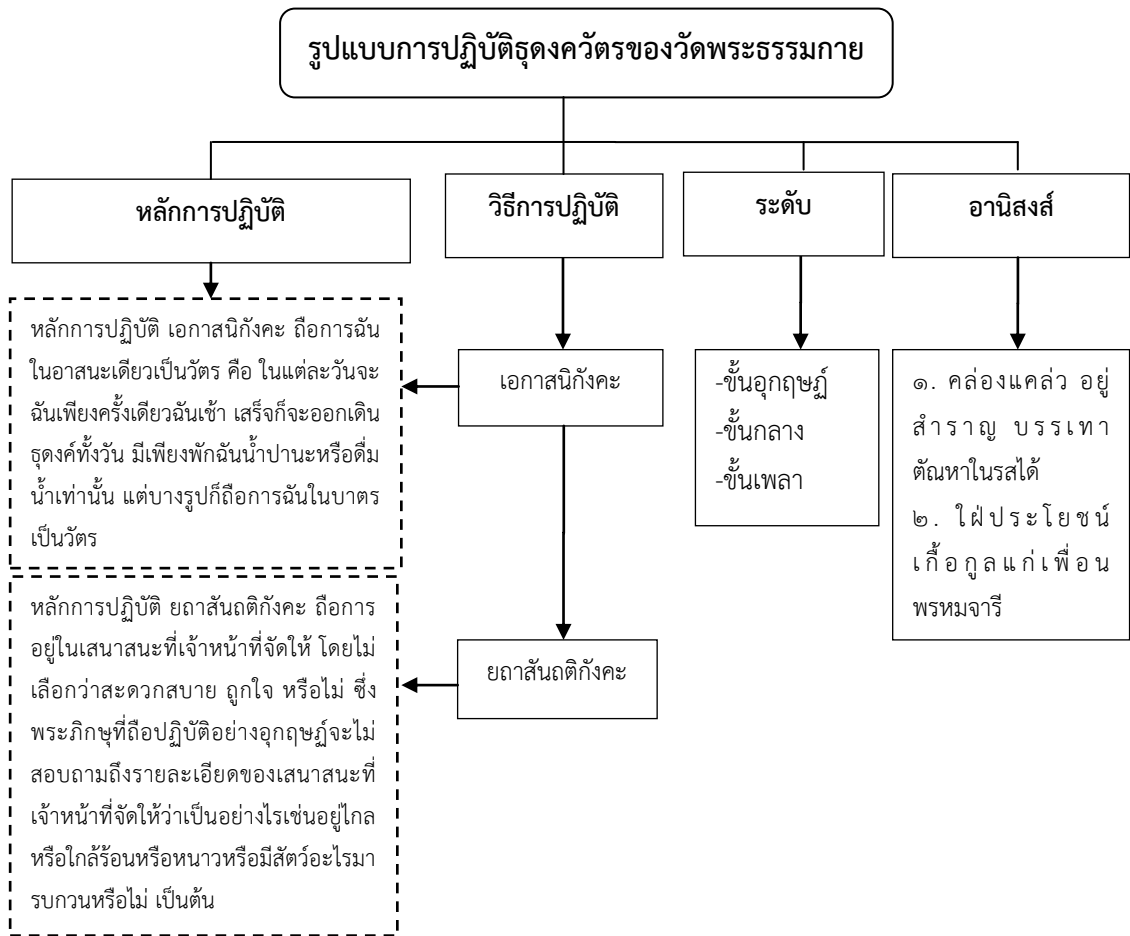 รูปแบบการปฏิบัติธุดงควัตรของวัดพระธรรมกาย
หลักการปฏิบัติ
วิธีการปฏิบัติ
ระดับ
อานิสงส์
หลักการปฏิบัติ เอกาสนิกังคะ ถือการฉัน
ในอาสนะเดียวเป็นวัตร คือ ในแต่ละวันจะ
ฉันเพียงครั้งเดียวฉันเช้า เสร็จก็จะออกเดิน
ธุดงค์ทั้งวัน มีเพียงพักฉันน้ำปานะหรือดื่ม
น้ำเท่านั้น แต่บางรูปก็ถือการฉันในบาตร
เป็นวัตร
เอกาสนิกังคะ
-ขั้นอุกฤษฏ์
-ขั้นกลาง
-ขั้นเพลา
๑. คล่องแคล่ว อยู่
สำราญ บรรเทา
ตัณหาในรสได้
๒. ใฝ่ประโยชน์
เกื้อกูลแก่เพื่อน
พรหมจารี
หลักการปฏิบัติ ยถาสันถติกังคะ ถือการ
อยู่ในเสนาสนะที่เจ้าหน้าที่จัดให้ โดยไม่
เลือกว่าสะดวกสบาย ถูกใจ หรือไม่ ซึ่ง
พระภิกษุที่ถือปฏิบัติอย่างอุกฤษฏ์จะไม่
สอบถามถึงรายละเอียดของเสนาสนะที่
เจ้าหน้าที่จัดให้ว่าเป็นอย่างไรเช่นอยู่ไกล
หรือใกล้ร้อนหรือหนาวหรือมีสัตว์อะไรมา
รบกวนหรือไม่ เป็นต้น
ยถาสันถติกังคะ